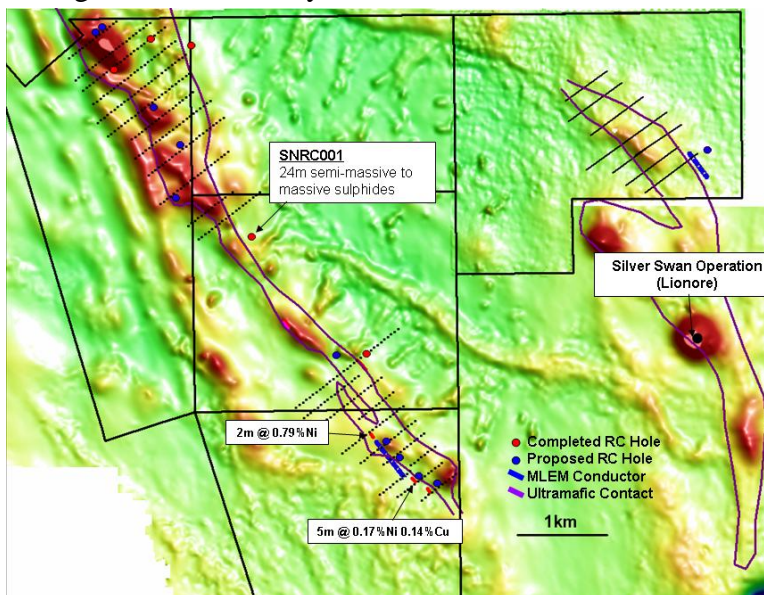 SNRC001
24m semi-massive to
massive sulphides
Silver Swan Operation
(Lionore)
2m @ 0.79%Ni
5m @ 0.17%Ni 0.14%Cu
Completed RC Hole
Proposed RC Hole
MLEM Conductor
Ultramafic Contact
1km